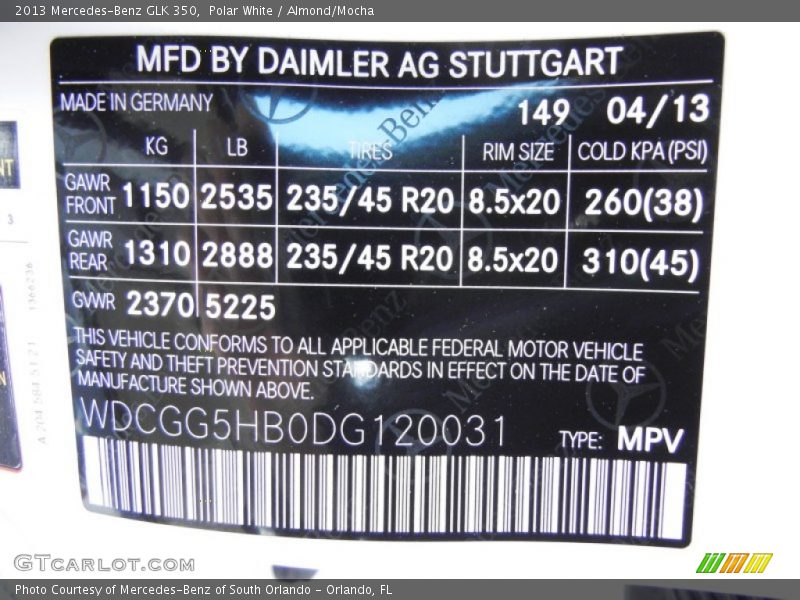 2013 Mercedes-Benz GLK 350, Polar White / Almond/Mocha
MFD BY DAIMLER AG STUTTGART
MADE IN GERMANY 149 04/13
KG LB TIRES RIM SIZE COLD KPA (PSI)
GAWR FRONT 1150 2535 235/45 R20 8.5x20 260(38)
GAWR REAR 1310 2888 235/45 R20 8.5x20 310(45)
GVWR 2370 5225
THIS VEHICLE CONFORMS TO ALL APPLICABLE FEDERAL MOTOR VEHICLE
SAFETY AND THEFT PREVENTION STANDARDS IN EFFECT ON THE DATE OF
MANUFACTURE SHOWN ABOVE.
WDCGG5HB0DG120031 TYPE: MPV
A 204 584 51 21
GTCARLOT.COM
Photo Courtesy of Mercedes-Benz of South Orlando - Orlando, FL